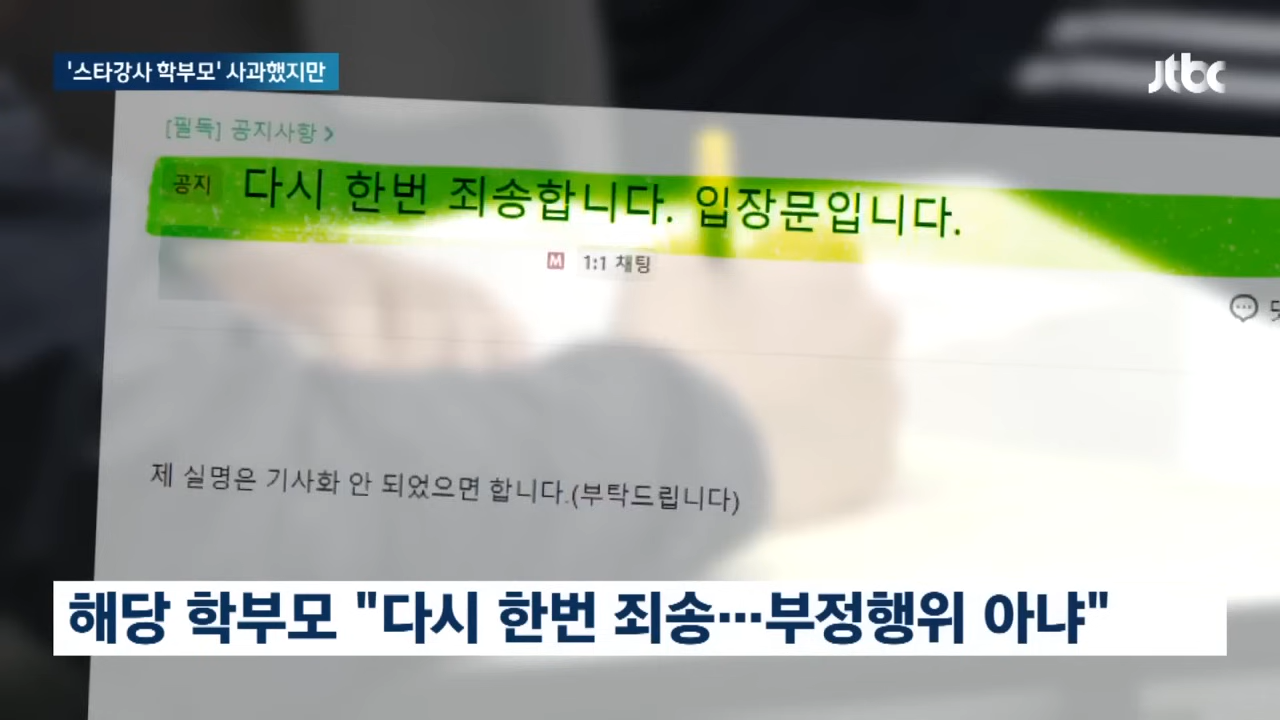 '스타강사 학부모' 사과했지만
jtbc
[필독] 공지사항 >
공지 다시 한번 죄송합니다. 입장문입니다.
M 1:1 채팅
제 실명은 기사화 안 되었으면 합니다.(부탁드립니다)
해당 학부모 "다시 한번 죄송…부정행위 아냐"